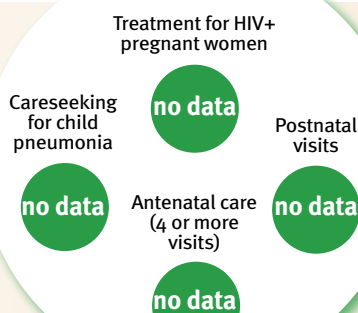 Treatment for HIV+
pregnant women
no data
Careseeking
for child
pneumonia
no data
Postnatal
visits
no data
Antenatal care
(4 or more
visits)
no data